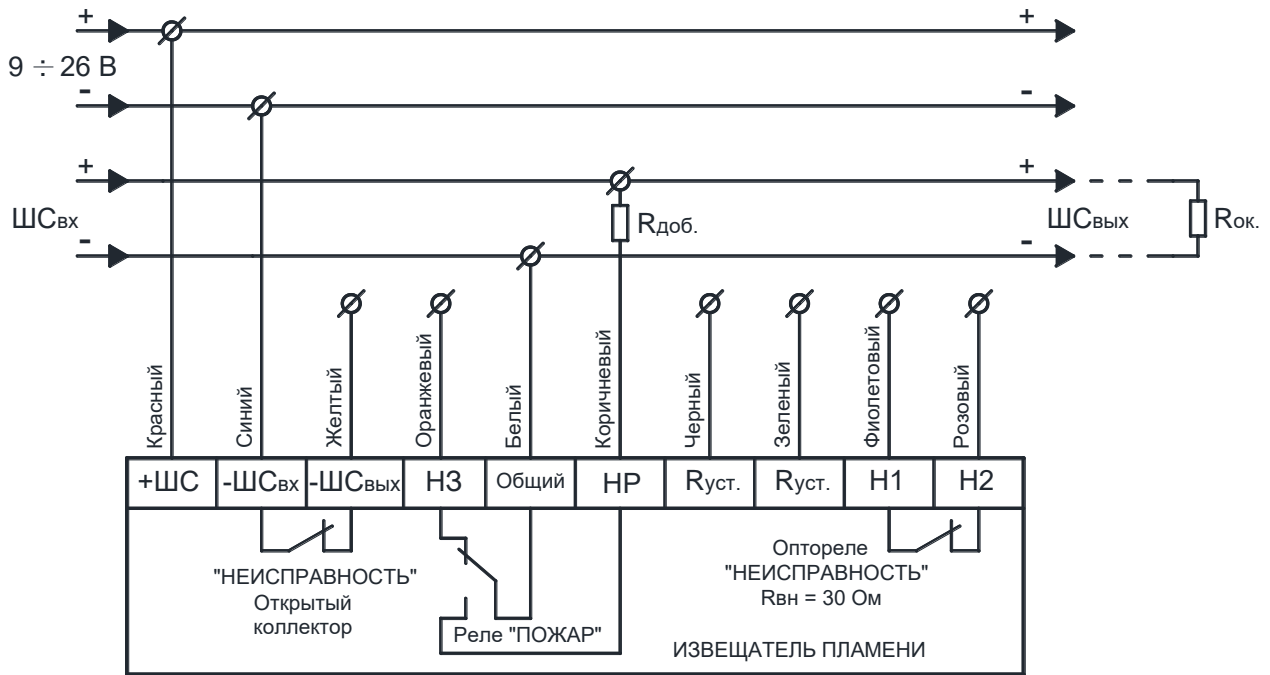 + +
9 ÷ 26 В
- -
+ +
ШСвх Rдоб. ШСвых Rок.
- -
Красный
Синий
Желтый
Оранжевый
Белый
Коричневый
Черный
Зеленый
Фиолетовый
Розовый
+ШС -ШСвх -ШСвых НЗ Общий НР Rуст. Rуст. Н1 Н2
"НЕИСПРАВНОСТЬ"
Открытый
коллектор
Реле "ПОЖАР"
Оптореле
"НЕИСПРАВНОСТЬ"
Rвн = 30 Ом
ИЗВЕЩАТЕЛЬ ПЛАМЕНИ